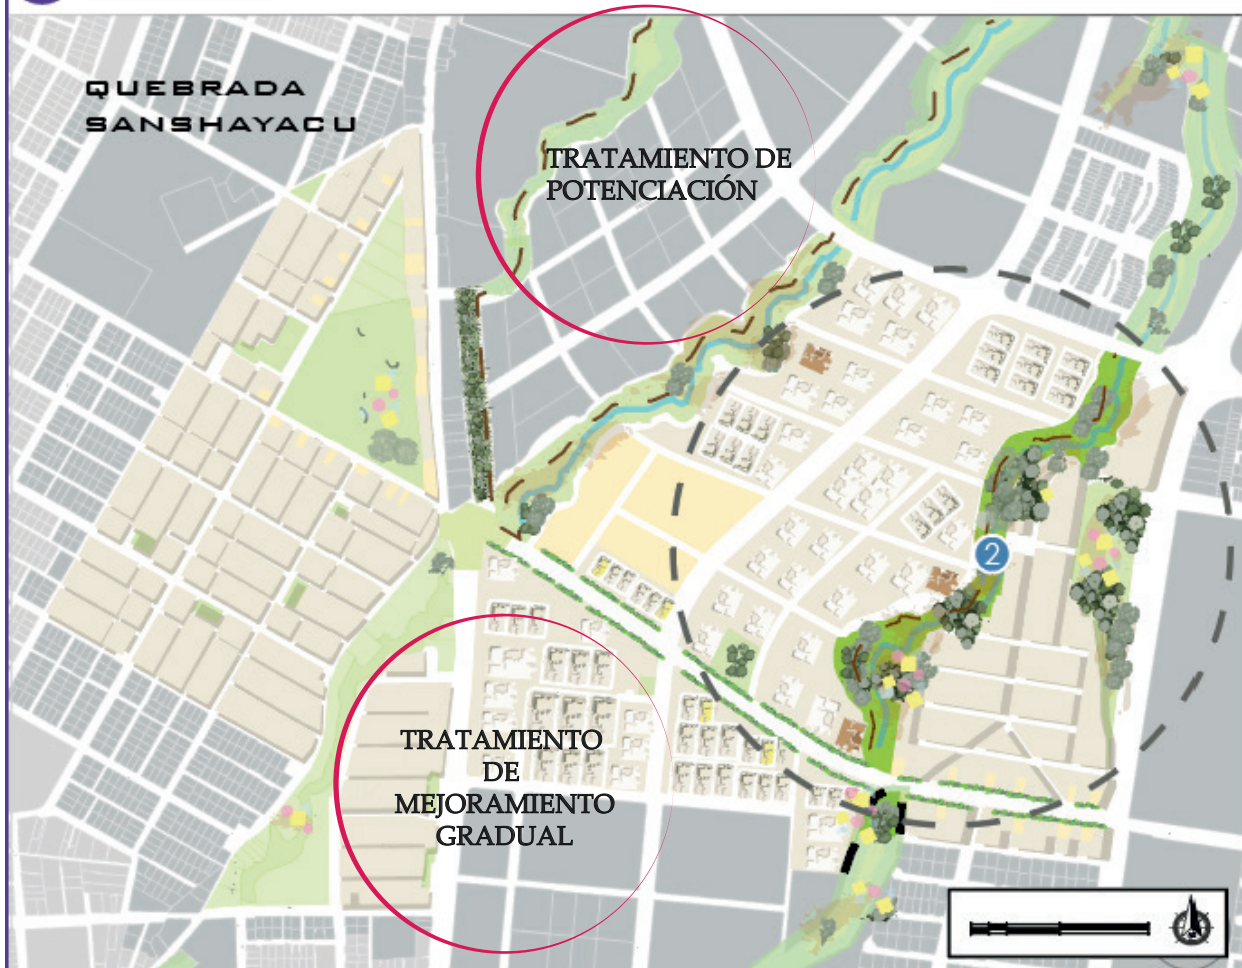 QUEBRADA
SANSHAYACU
TRATAMIENTO DE
POTENCIACIÓN
2
TRATAMIENTO
DE
MEJORAMIENTO
GRADUAL